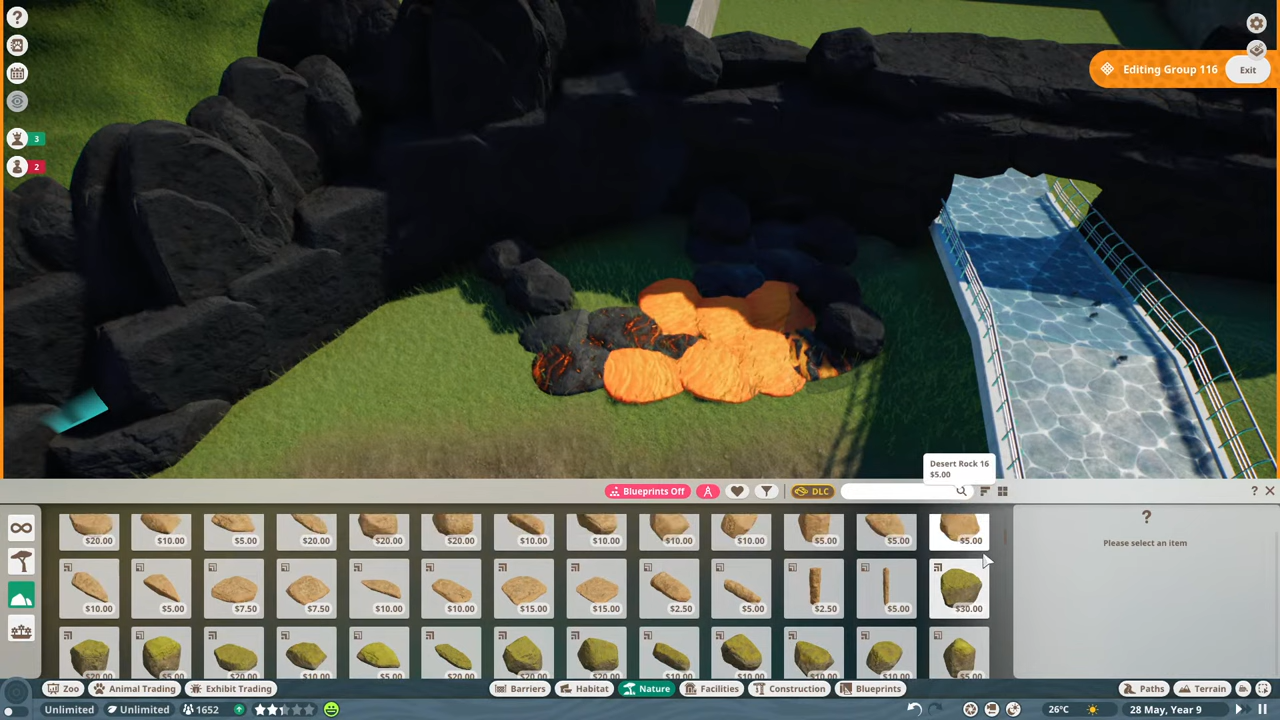 ?
Editing Group 116
Exit
3
2
Desert Rock 16
$5.00
Blueprints Off
DLC
?
$20.00 $10.00 $5.00 $20.00 $20.00 $20.00 $10.00 $10.00 $10.00 $10.00 $5.00 $5.00 $5.00
?
Please select an item
$10.00 $5.00 $7.50 $7.50 $10.00 $10.00 $15.00 $15.00 $2.50 $5.00 $2.50 $5.00 $30.00
Zoo
Animal Trading
Exhibit Trading
Barriers
Habitat
Nature
Facilities
Construction
Blueprints
Paths
Terrain
Unlimited
Unlimited
1652
26°C
28 May, Year 9